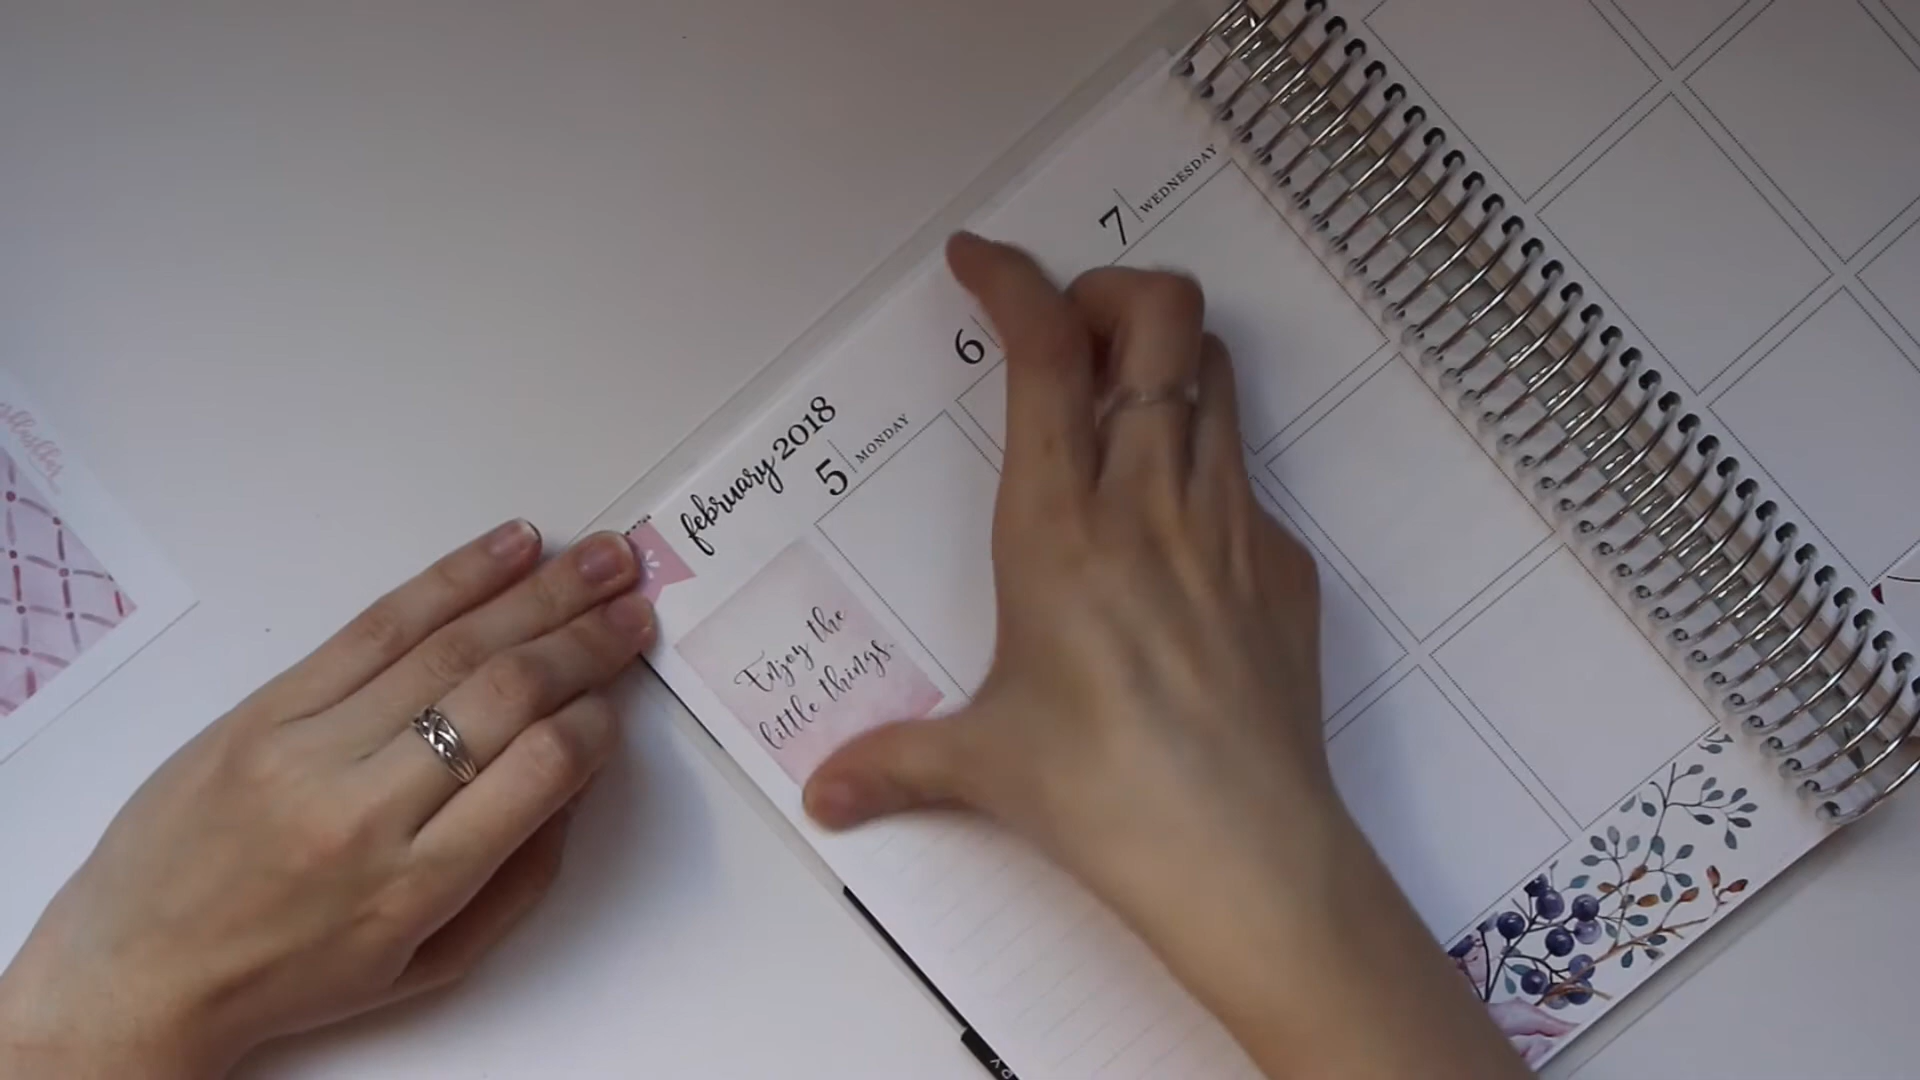 february 2018
5 MONDAY
6
7 WEDNESDAY
Enjoy the
little things.